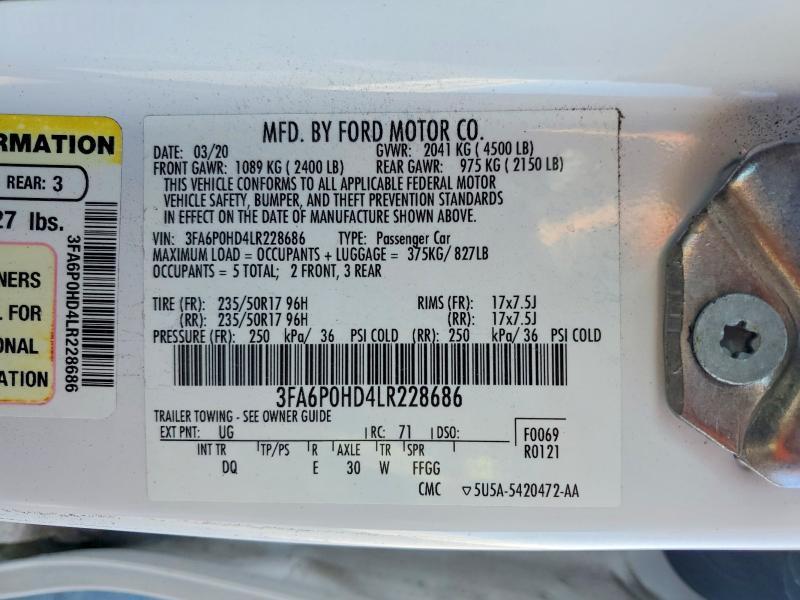 ORMATION
REAR: 3
27 lbs.
NERS
L FOR
ONAL
ATION
3FA6P0HD4LR228686
MFD. BY FORD MOTOR CO.
DATE: 03/20 GVWR: 2041 KG ( 4500 LB)
FRONT GAWR: 1089 KG ( 2400 LB) REAR GAWR: 975 KG ( 2150 LB)
THIS VEHICLE CONFORMS TO ALL APPLICABLE FEDERAL MOTOR
VEHICLE SAFETY, BUMPER, AND THEFT PREVENTION STANDARDS
IN EFFECT ON THE DATE OF MANUFACTURE SHOWN ABOVE.
VIN: 3FA6P0HD4LR228686 TYPE: Passenger Car
MAXIMUM LOAD = OCCUPANTS + LUGGAGE = 375KG/ 827LB
OCCUPANTS = 5 TOTAL; 2 FRONT, 3 REAR
TIRE (FR): 235/50R17 96H RIMS (FR): 17x7.5J
(RR): 235/50R17 96H (RR): 17x7.5J
PRESSURE (FR): 250 kPa/ 36 PSI COLD (RR): 250 kPa/ 36 PSI COLD
3FA6P0HD4LR228686
TRAILER TOWING - SEE OWNER GUIDE
EXT PNT: UG RC: 71 DSO: F0069
INT TR TP/PS R AXLE TR SPR R0121
DQ E 30 W FFGG
CMC ▽5U5A-5420472-AA